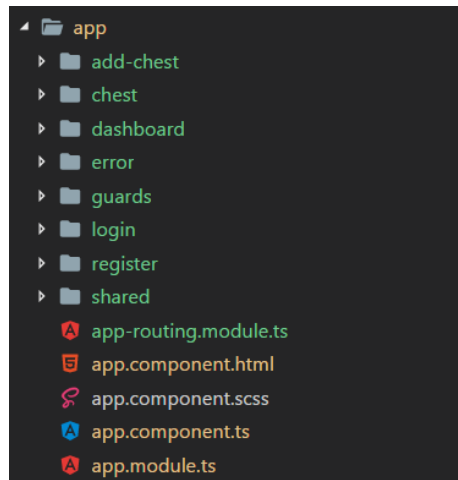 app
add-chest
chest
dashboard
error
guards
login
register
shared
app-routing.module.ts
app.component.html
app.component.scss
app.component.ts
app.module.ts